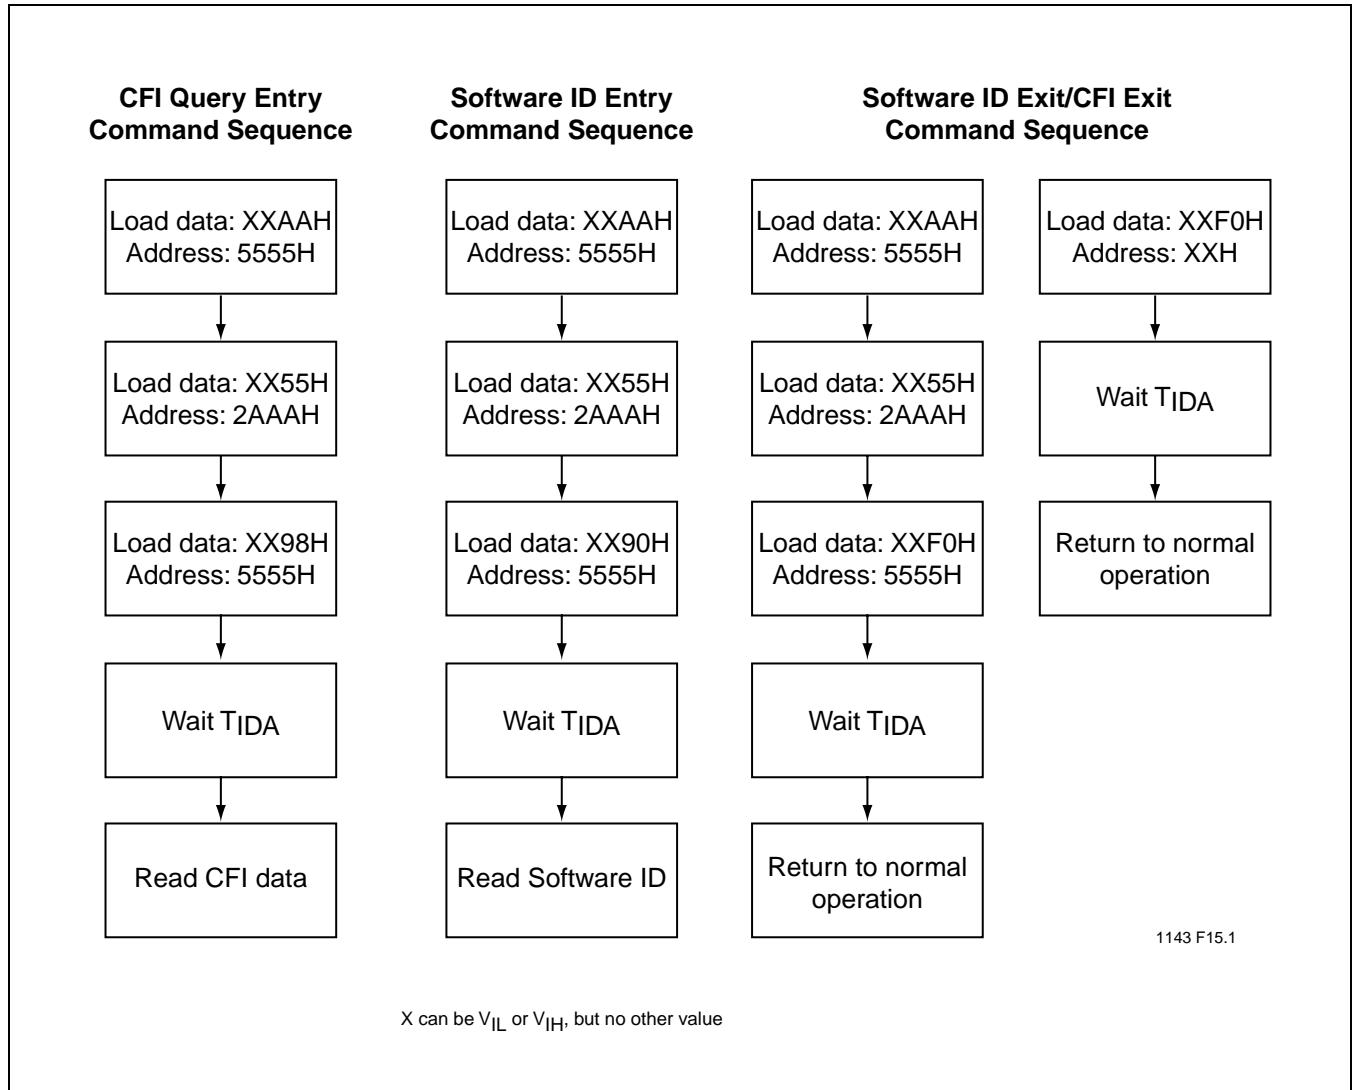 CFI Query Entry
Command Sequence
Load data: XXAAH
Address: 5555H
Load data: XX55H
Address: 2AAAH
Load data: XX98H
Address: 5555H
Wait TIDA
Read CFI data
Software ID Entry
Command Sequence
Load data: XXAAH
Address: 5555H
Load data: XX55H
Address: 2AAAH
Load data: XX90H
Address: 5555H
Wait TIDA
Read Software ID
Software ID Exit/CFI Exit
Command Sequence
Load data: XXAAH
Address: 5555H
Load data: XX55H
Address: 2AAAH
Load data: XXF0H
Address: 5555H
Wait TIDA
Return to normal
operation
Load data: XXF0H
Address: XXH
Wait TIDA
Return to normal
operation
1143 F15.1
X can be VIL or VIH, but no other value